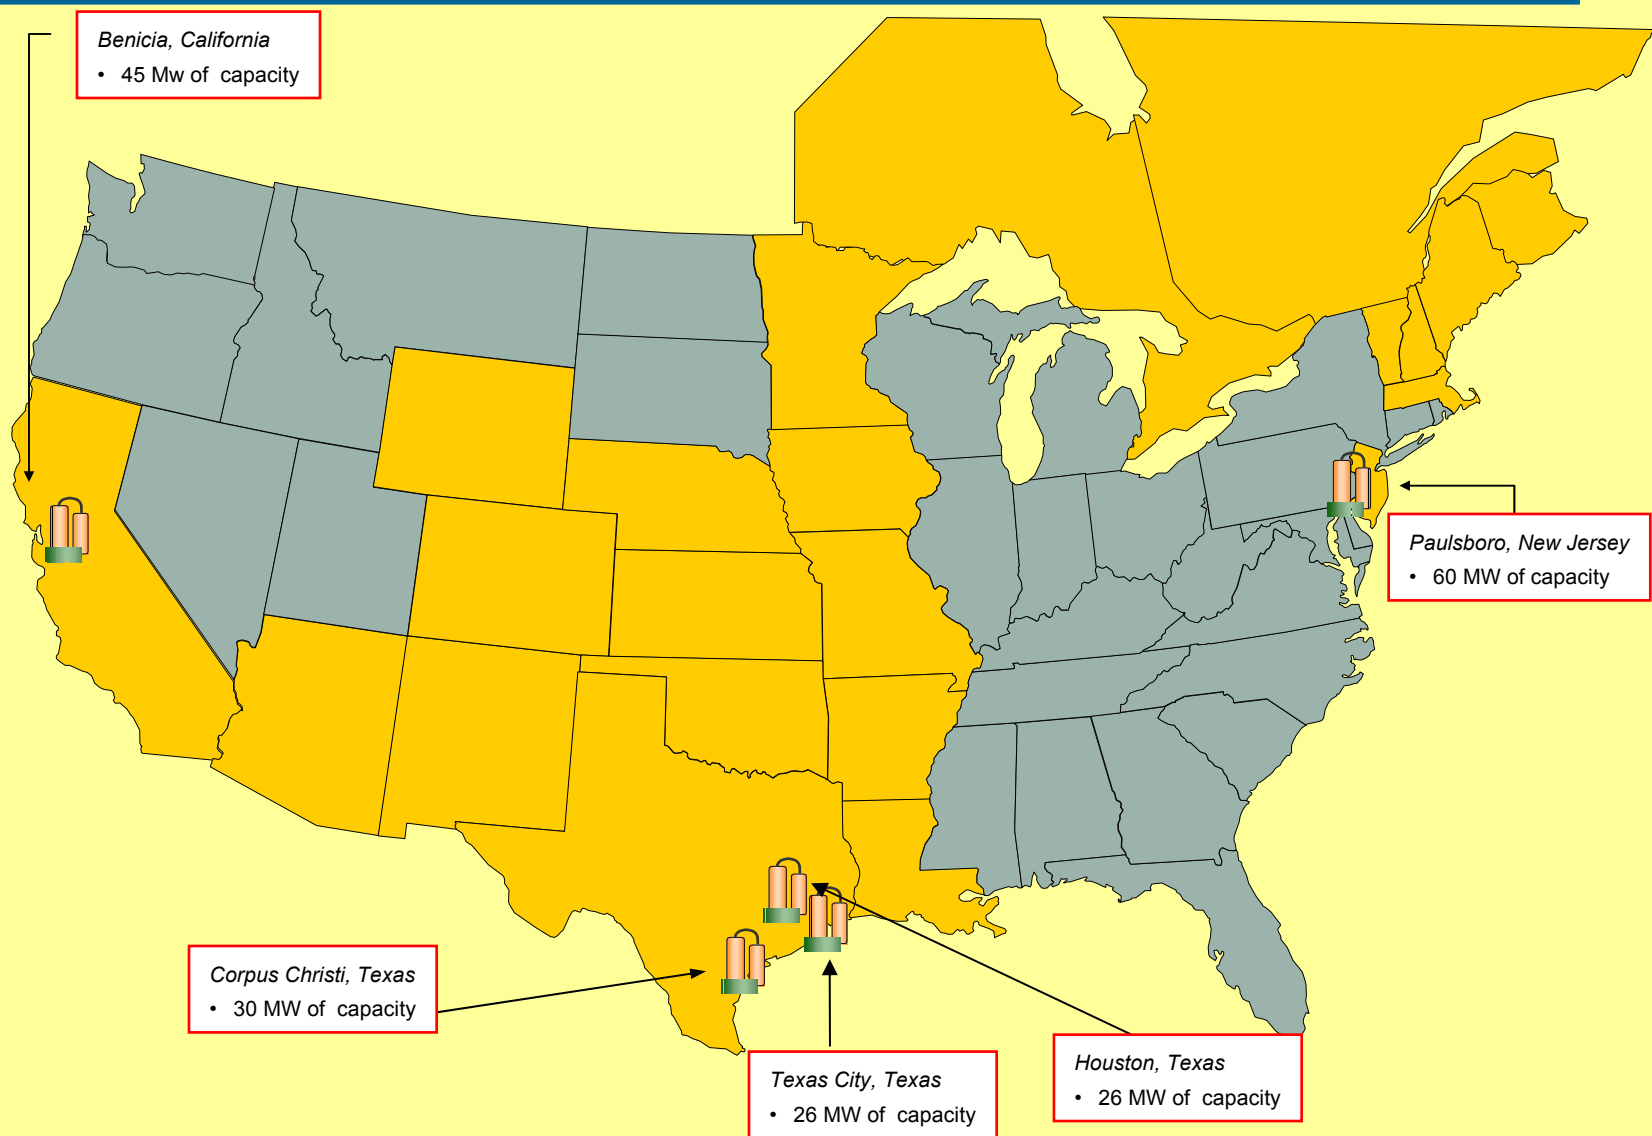 Benicia, California
• 45 Mw of capacity
Paulsboro, New Jersey
• 60 MW of capacity
Corpus Christi, Texas
• 30 MW of capacity
Texas City, Texas
• 26 MW of capacity
Houston, Texas
• 26 MW of capacity